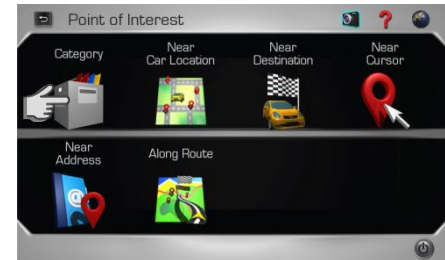 Point of Interest
?
Category
Near
Car Location
Near
Destination
Near
Cursor
Near
Address
@
Along Route